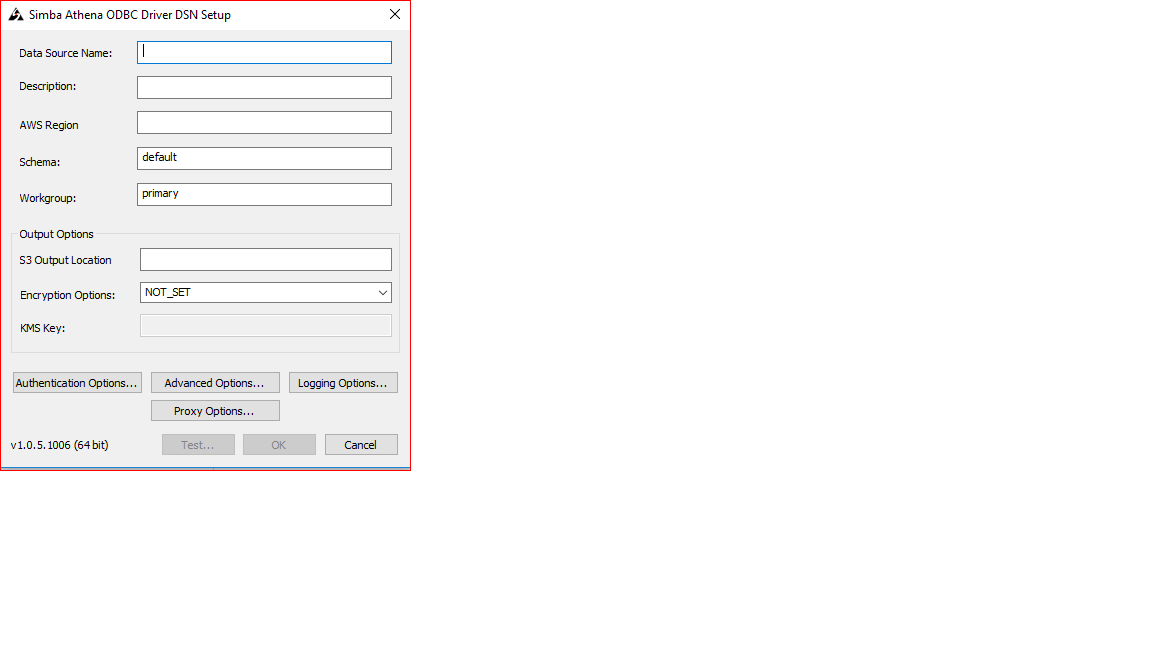 Simba Athena ODBC Driver DSN Setup
Data Source Name:
Description:
AWS Region
Schema: default
Workgroup: primary
Output Options
S3 Output Location
Encryption Options: NOT_SET
KMS Key:
Authentication Options... Advanced Options... Logging Options...
Proxy Options...
v1.0.5.1006 (64 bit) Test... OK Cancel